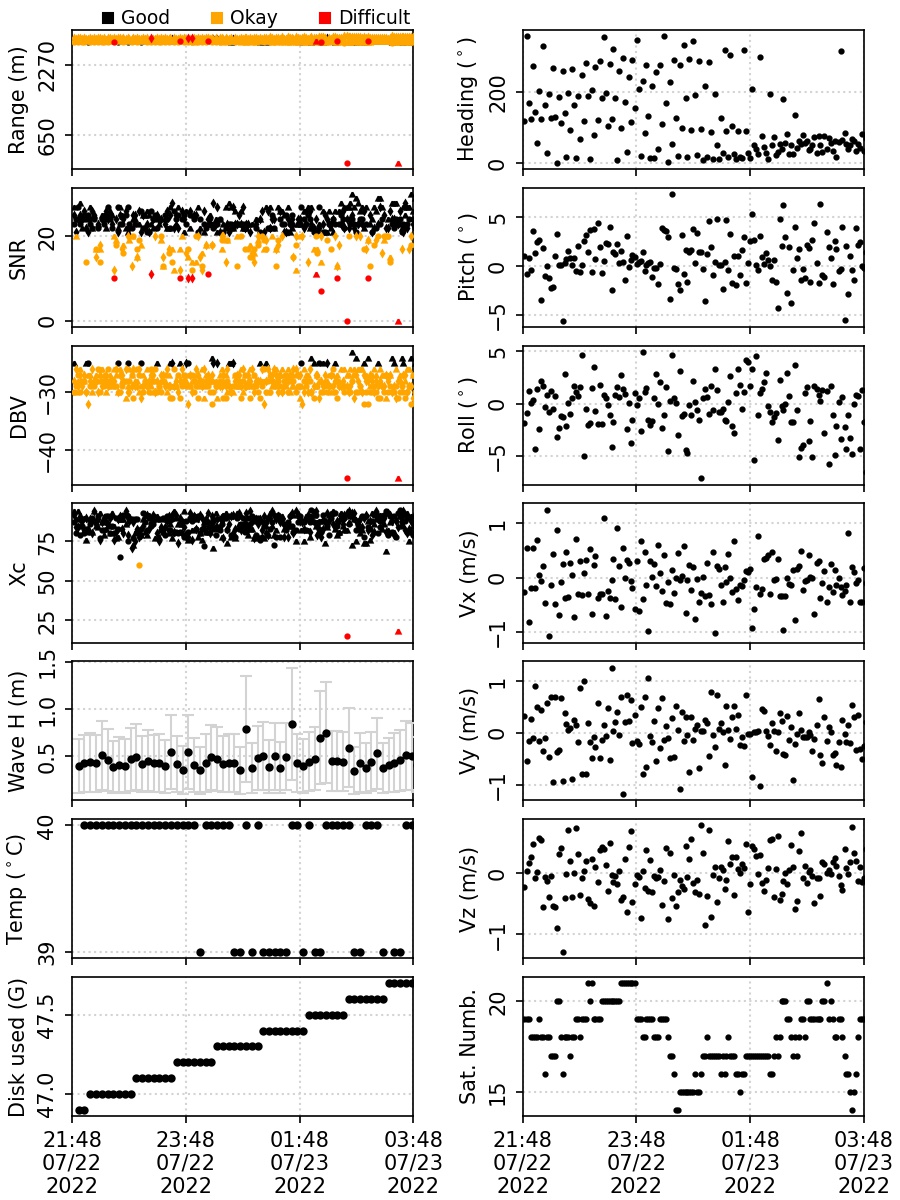 Good Okay Difficult
Range (m)
2270
650
Heading (°)
200
0
SNR
20
0
Pitch (°)
5
0
−5
DBV
−30
−40
Roll (°)
5
0
−5
Xc
75
50
25
Vx (m/s)
1
0
−1
Wave H (m)
1.5
1.0
0.5
Vy (m/s)
1
0
−1
Temp (°C)
40
39
Vz (m/s)
0
−1
Disk used (G)
47.5
47.0
Sat. Numb.
20
15
21:48 23:48 01:48 03:48
07/22 07/22 07/23 07/23
2022 2022 2022 2022
21:48 23:48 01:48 03:48
07/22 07/22 07/23 07/23
2022 2022 2022 2022